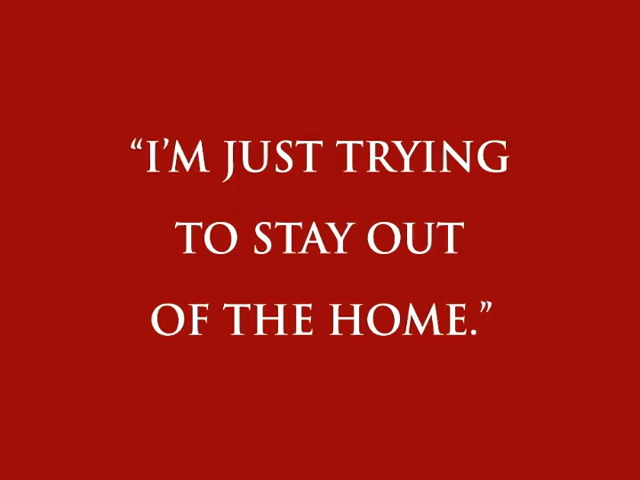 “I’M JUST TRYING
TO STAY OUT
OF THE HOME.”